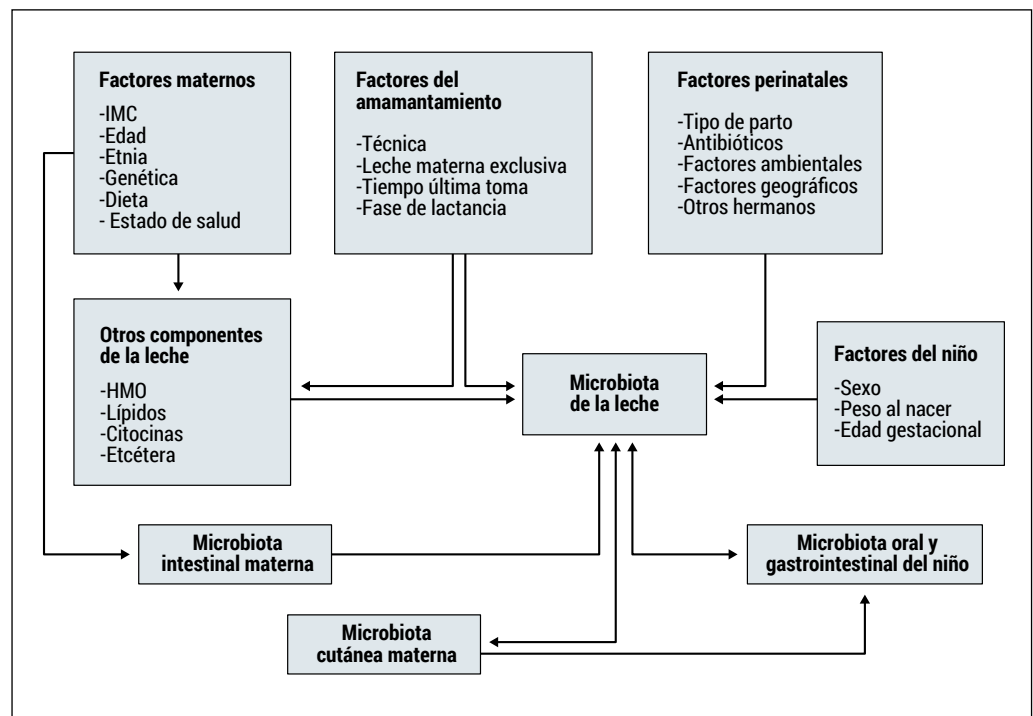 Factores maternos
-IMC
-Edad
-Etnia
-Genética
-Dieta
- Estado de salud
Factores del
amamantamiento
-Técnica
-Leche materna exclusiva
-Tiempo última toma
-Fase de lactancia
Factores perinatales
-Tipo de parto
-Antibióticos
-Factores ambientales
-Factores geográficos
-Otros hermanos
Otros componentes
de la leche
-HMO
-Lípidos
-Citocinas
-Etcétera
Microbiota
de la leche
Factores del niño
-Sexo
-Peso al nacer
-Edad gestacional
Microbiota
intestinal materna
Microbiota oral y
gastrointestinal del niño
Microbiota
cutánea materna